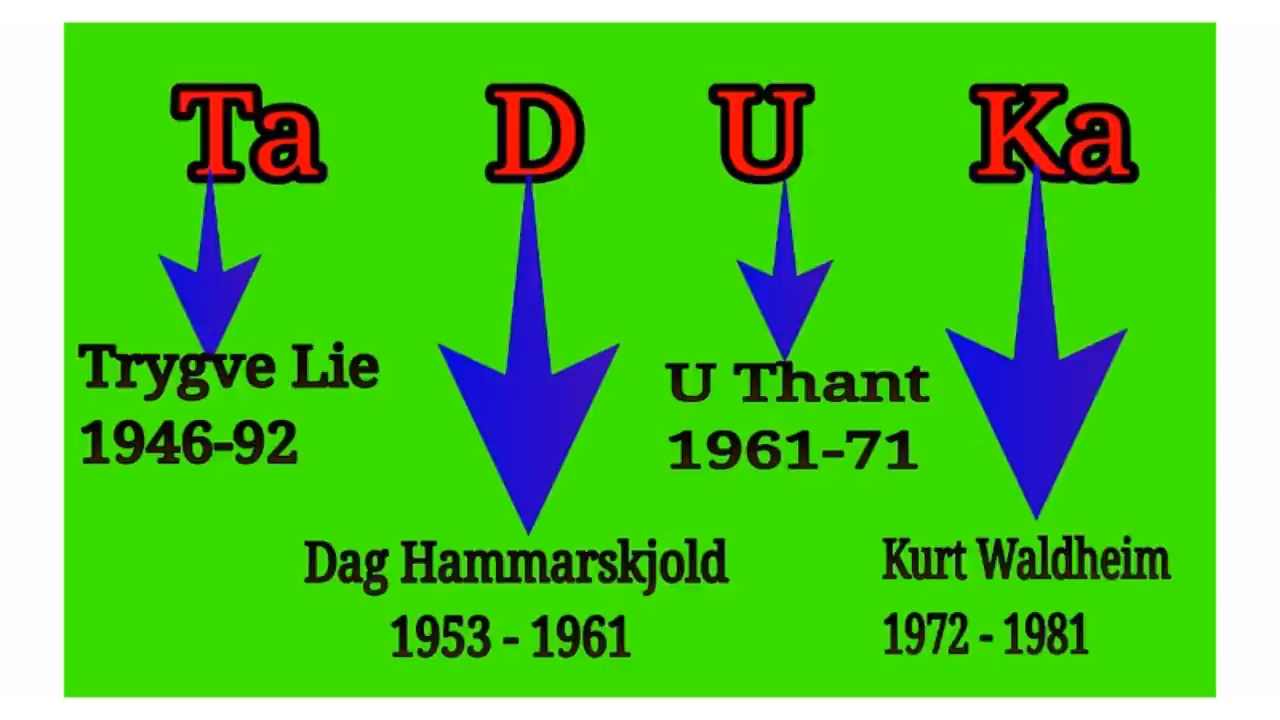 Ta D U Ka
Trygve Lie
1946-92
U Thant
1961-71
Dag Hammarskjold
1953 - 1961
Kurt Waldheim
1972 - 1981